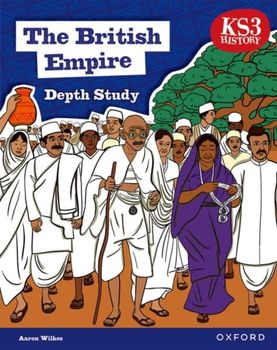 The British
Empire
Depth Study
KS3
HISTORY
Aaron Wilkes
OXFORD